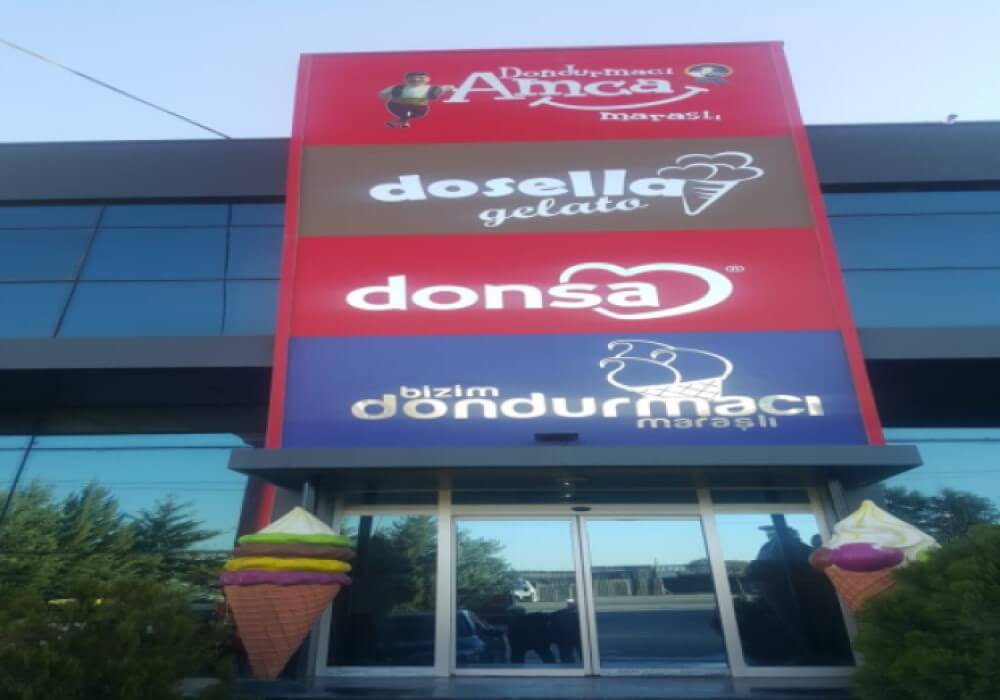 Dondurmacı
Amca
maraşlı
dosella
gelato
donsa®
bizim
dondurmacı
maraşlı